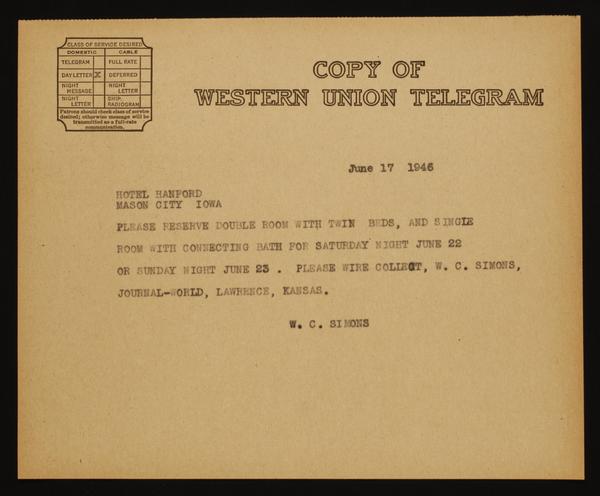 CLASS OF SERVICE DESIRED
DOMESTIC CABLE
TELEGRAM FULL RATE
DAY LETTER X DEFERRED
NIGHT MESSAGE NIGHT LETTER
NIGHT LETTER SHIP RADIOGRAM
Patrons should check class of service
desired; otherwise message will be
transmitted as a full-rate
communication.
COPY OF
WESTERN UNION TELEGRAM
June 17 1946
HOTEL HANFORD
MASON CITY IOWA
PLEASE RESERVE DOUBLE ROOM WITH TWIN BEDS, AND SINGLE
ROOM WITH CONNECTING BATH FOR SATURDAY NIGHT JUNE 22
OR SUNDAY NIGHT JUNE 23 . PLEASE WIRE COLLECT, W. C. SIMONS,
JOURNAL-WORLD, LAWRENCE, KANSAS.
W. C. SIMONS